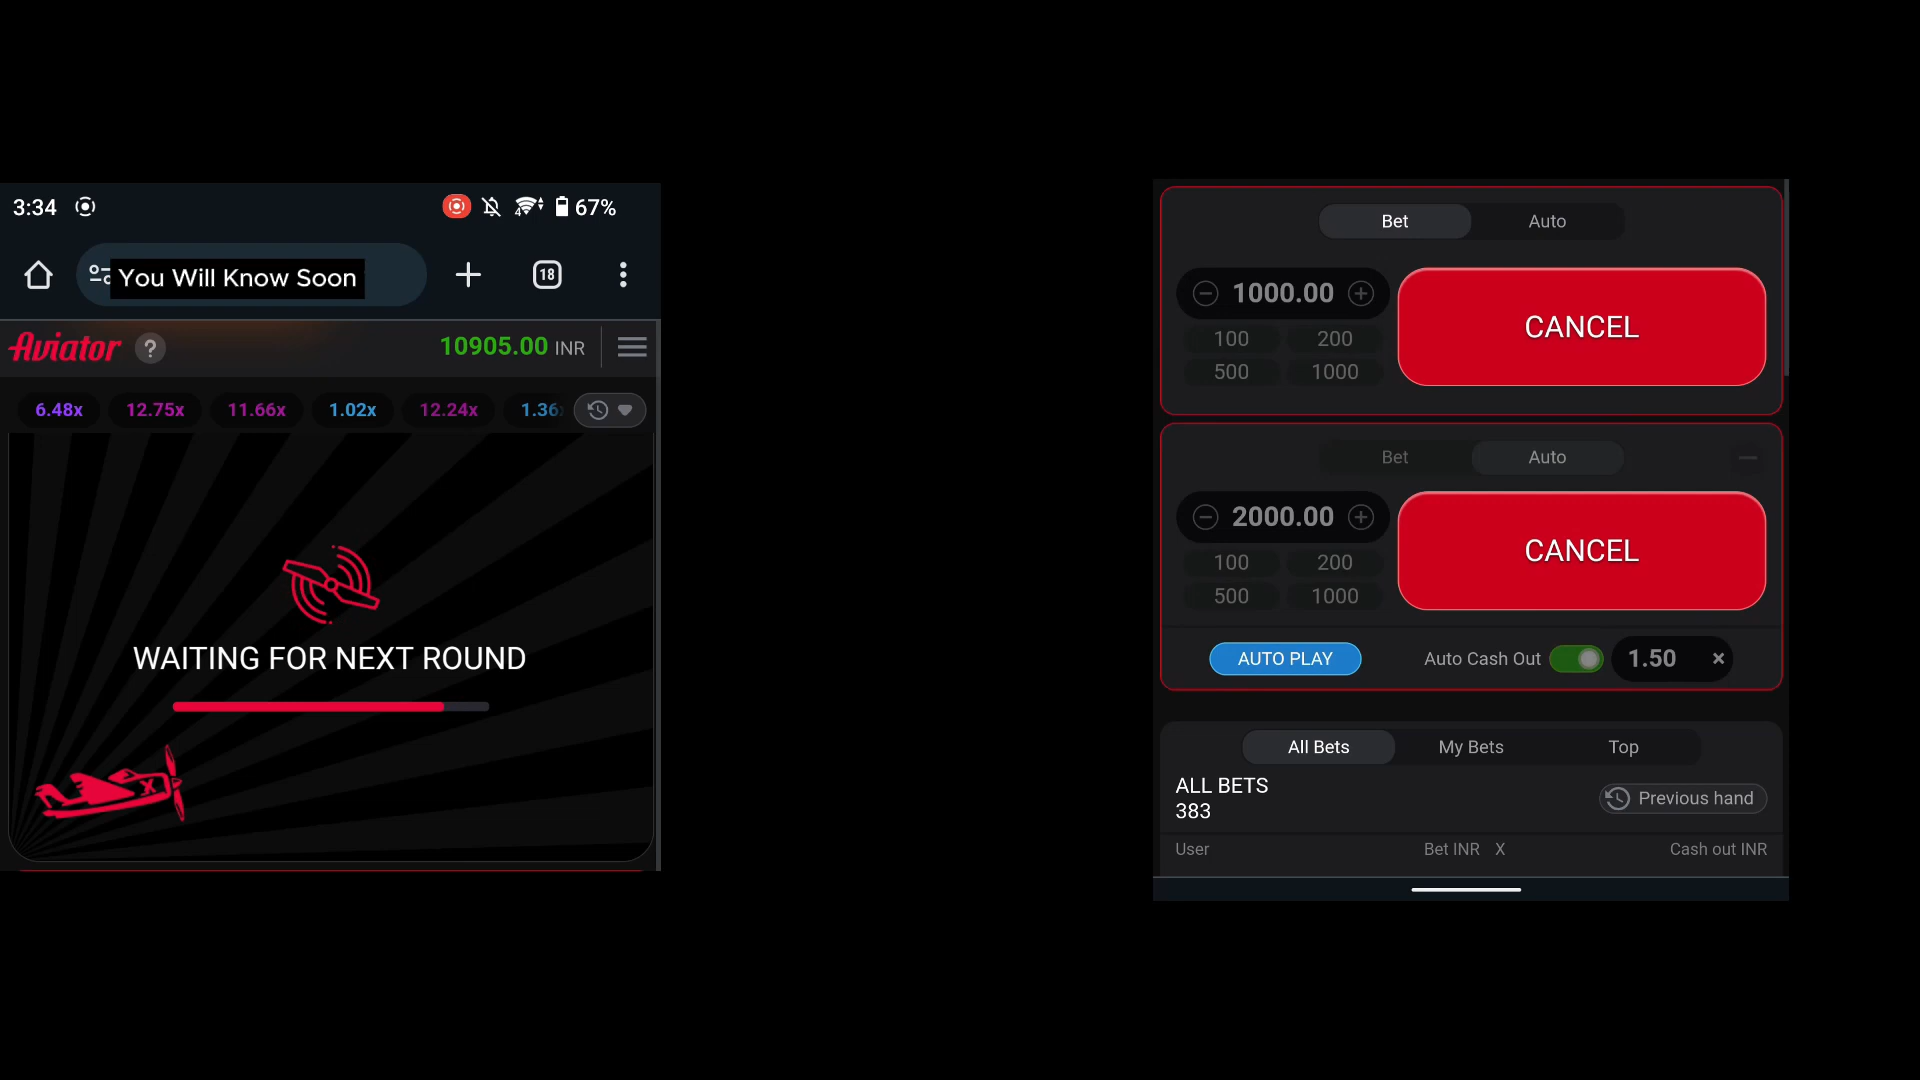 3:34
67%
You Will Know Soon
18
Aviator ? 10905.00 INR
6.48x 12.75x 11.66x 1.02x 12.24x 1.36
WAITING FOR NEXT ROUND
Bet Auto
1000.00
100 200
500 1000
CANCEL
Bet Auto
2000.00
100 200
500 1000
CANCEL
AUTO PLAY Auto Cash Out 1.50 ×
All Bets My Bets Top
ALL BETS
383
Previous hand
User Bet INR X Cash out INR